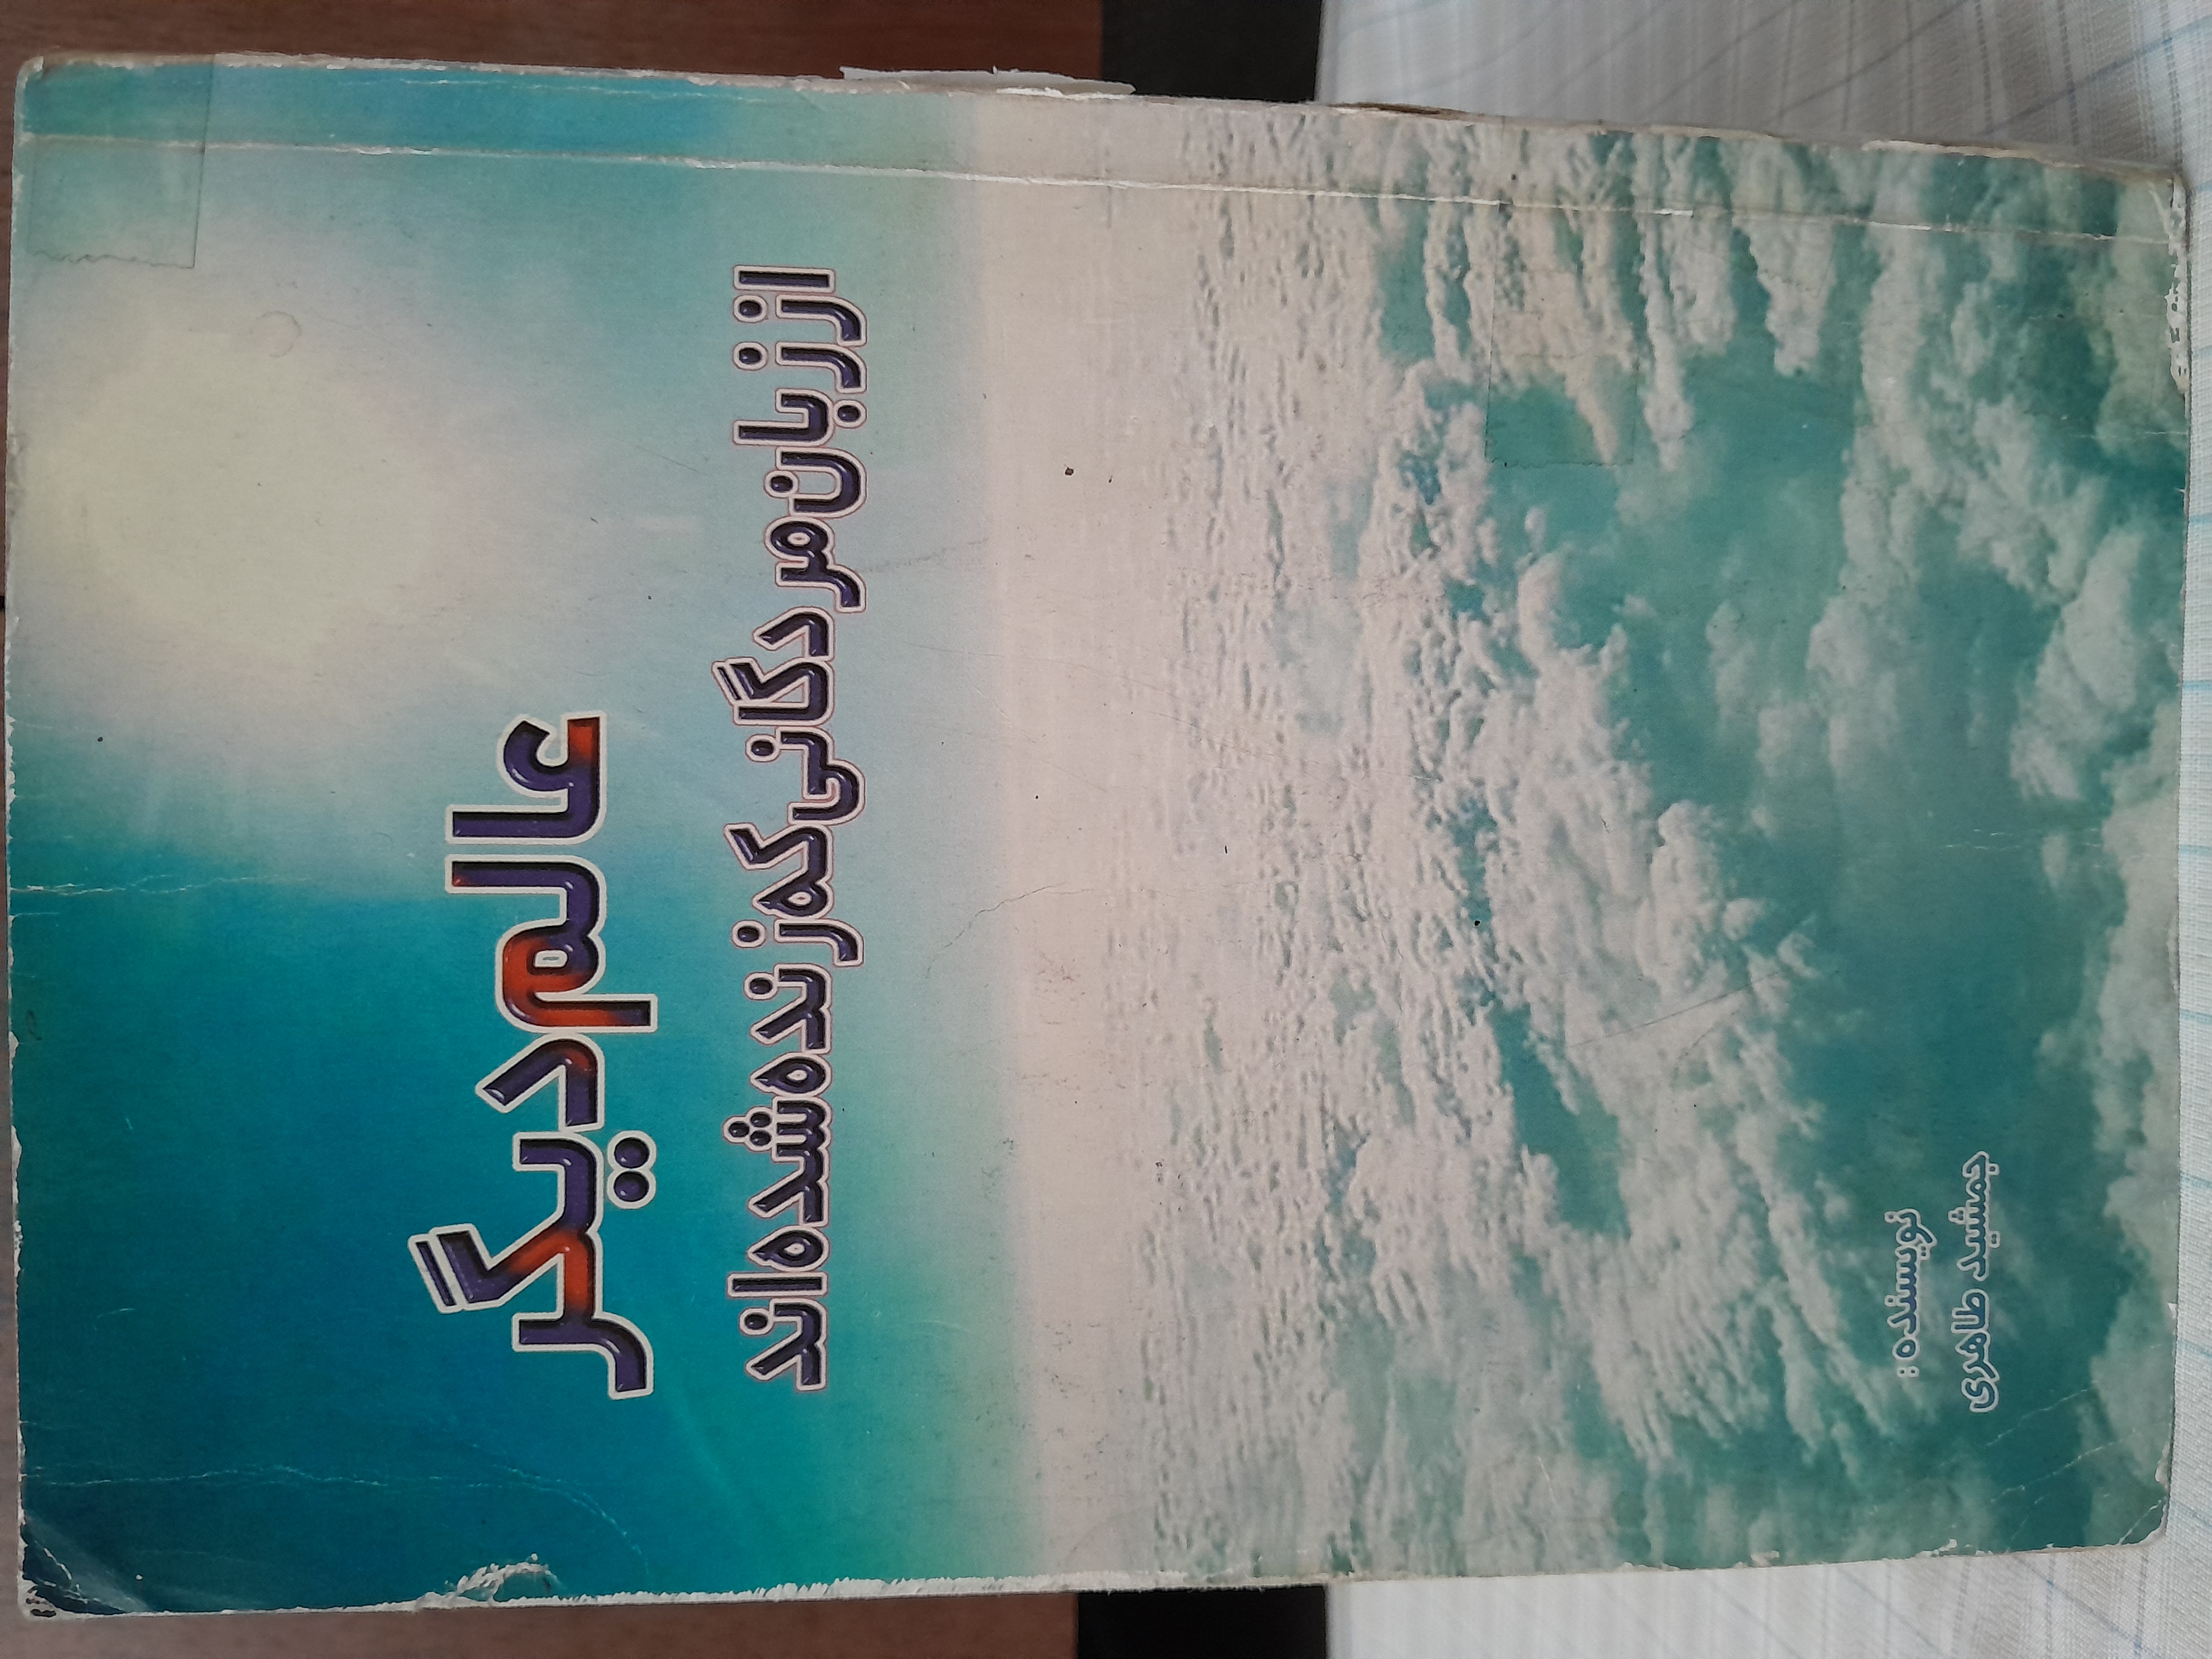 عالم دیگر
از زبان مردگانی که زنده شده اند
نویسنده :
جمشید طاهری